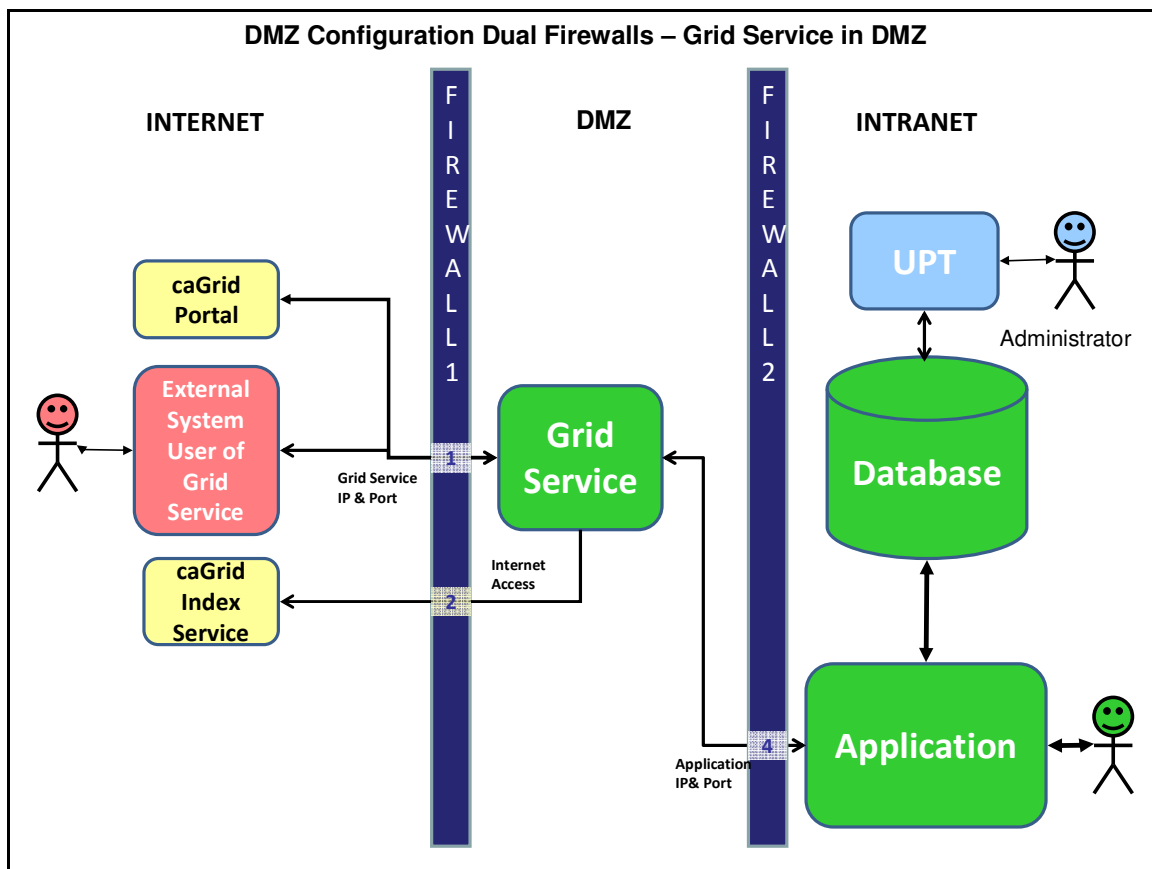 DMZ Configuration Dual Firewalls – Grid Service in DMZ
INTERNET
F
I
R
E
W
A
L
L
1
DMZ
F
I
R
E
W
A
L
L
2
INTRANET
caGrid
Portal
External
System
User of
Grid
Service
caGrid
Index
Service
Grid Service
IP & Port
1
2
Internet
Access
Grid
Service
Application
IP& Port
4
UPT
Administrator
Database
Application